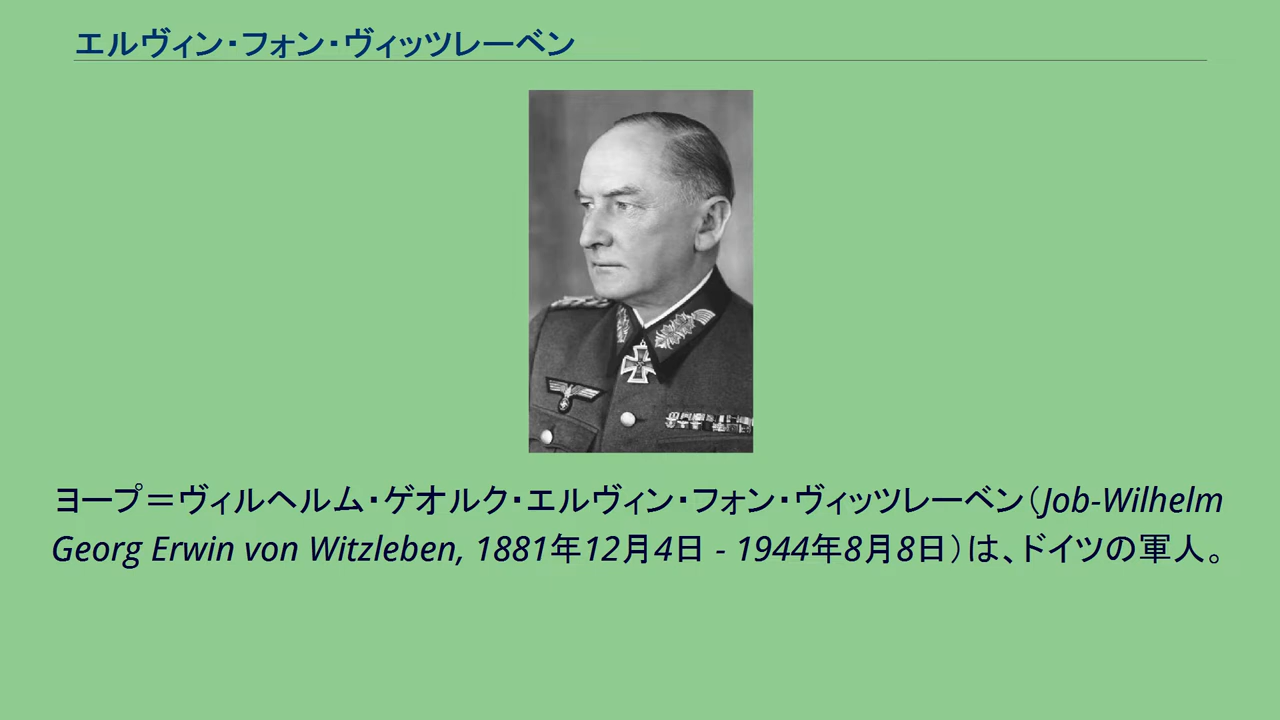 エルヴィン・フォン・ヴィッツレーベン
ヨープ＝ヴィルヘルム・ゲオルク・エルヴィン・フォン・ヴィッツレーベン（Job-Wilhelm
Georg Erwin von Witzleben, 1881年12月4日 - 1944年8月8日）は、ドイツの軍人。